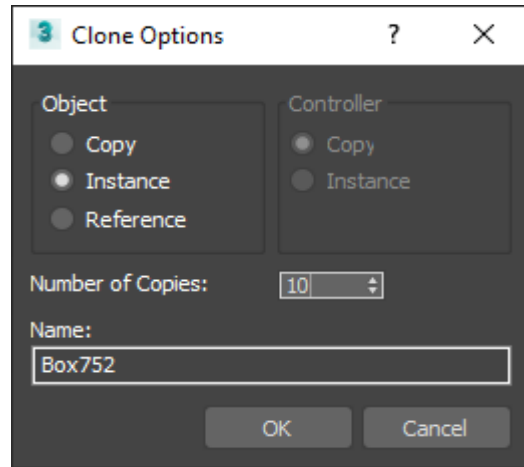 3 Clone Options ? ×
Object
Copy
Instance
Reference
Controller
Copy
Instance
Number of Copies: 10
Name:
Box752
OK Cancel